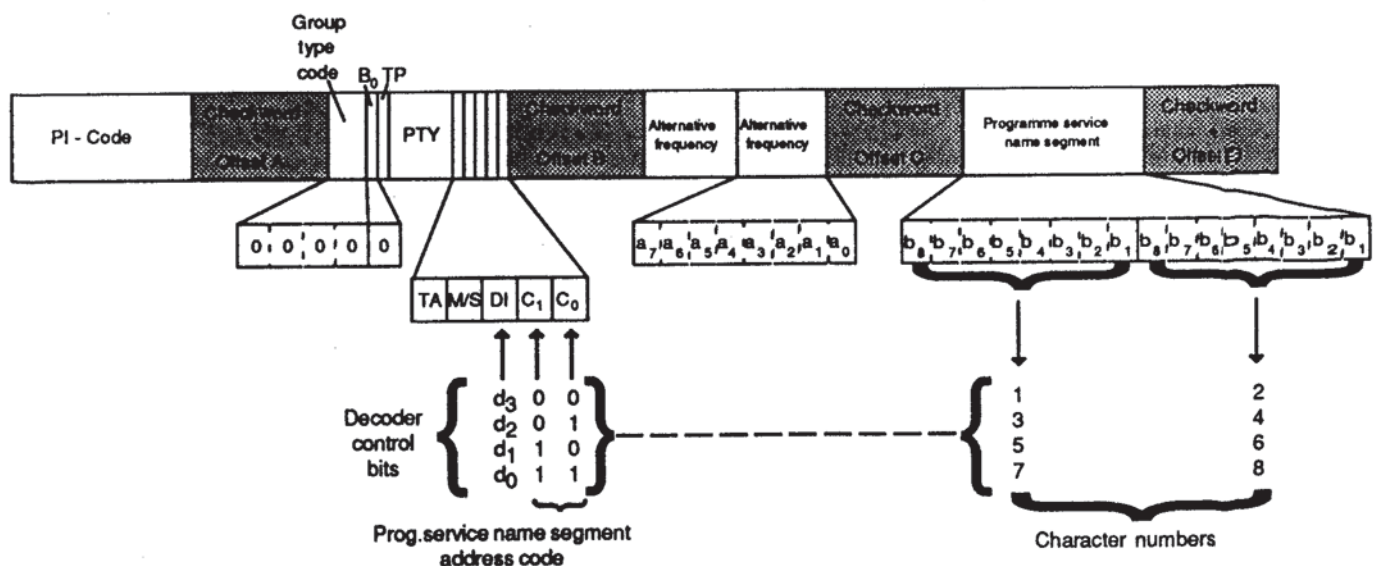 Group
type
code
B0 TP
PI - Code
Checkword
+
Offset A
PTY
Checkword
+
Offset B
Alternative
frequency
Alternative
frequency
Checkword
+
Offset C
Programme service
name segment
Checkword
+
Offset D
0 0 0 0 0
a7 a6 a5 a4 a3 a2 a1 a0
b8 b7 b6 b5 b4 b3 b2 b1 b8 b7 b6 b5 b4 b3 b2 b1
TA M/S DI C1 C0
Decoder
control
bits
d3 0 0
d2 0 1
d1 1 0
d0 1 1
1 2
3 4
5 6
7 8
Prog.service name segment
address code
Character numbers